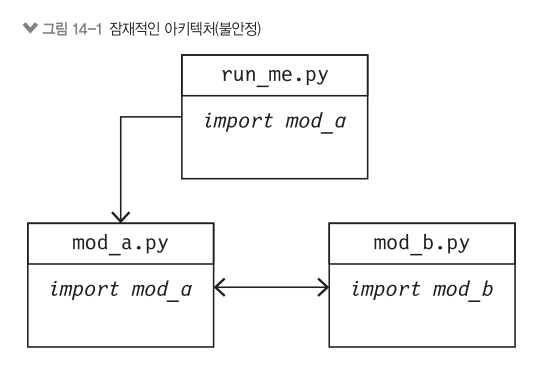 그림 14-1 잠재적인 아키텍처(불안정)
run_me.py
import mod_a
mod_a.py
import mod_a
mod_b.py
import mod_b